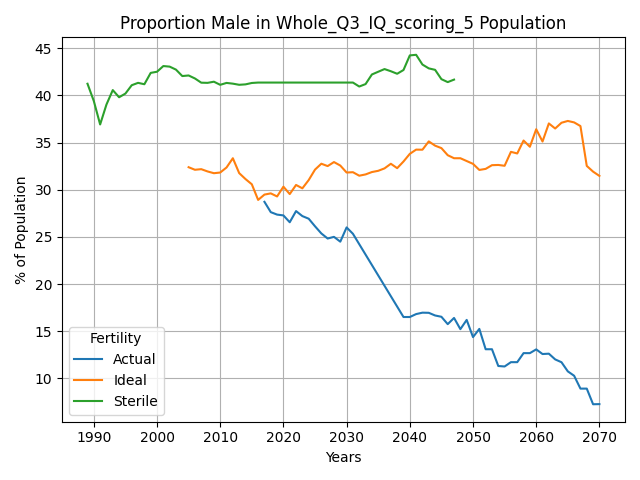 Proportion Male in Whole_Q3_IQ_scoring_5 Population
% of Population
45
40
35
30
25
20
15
10
Fertility
Actual
Ideal
Sterile
1990 2000 2010 2020 2030 2040 2050 2060 2070
Years